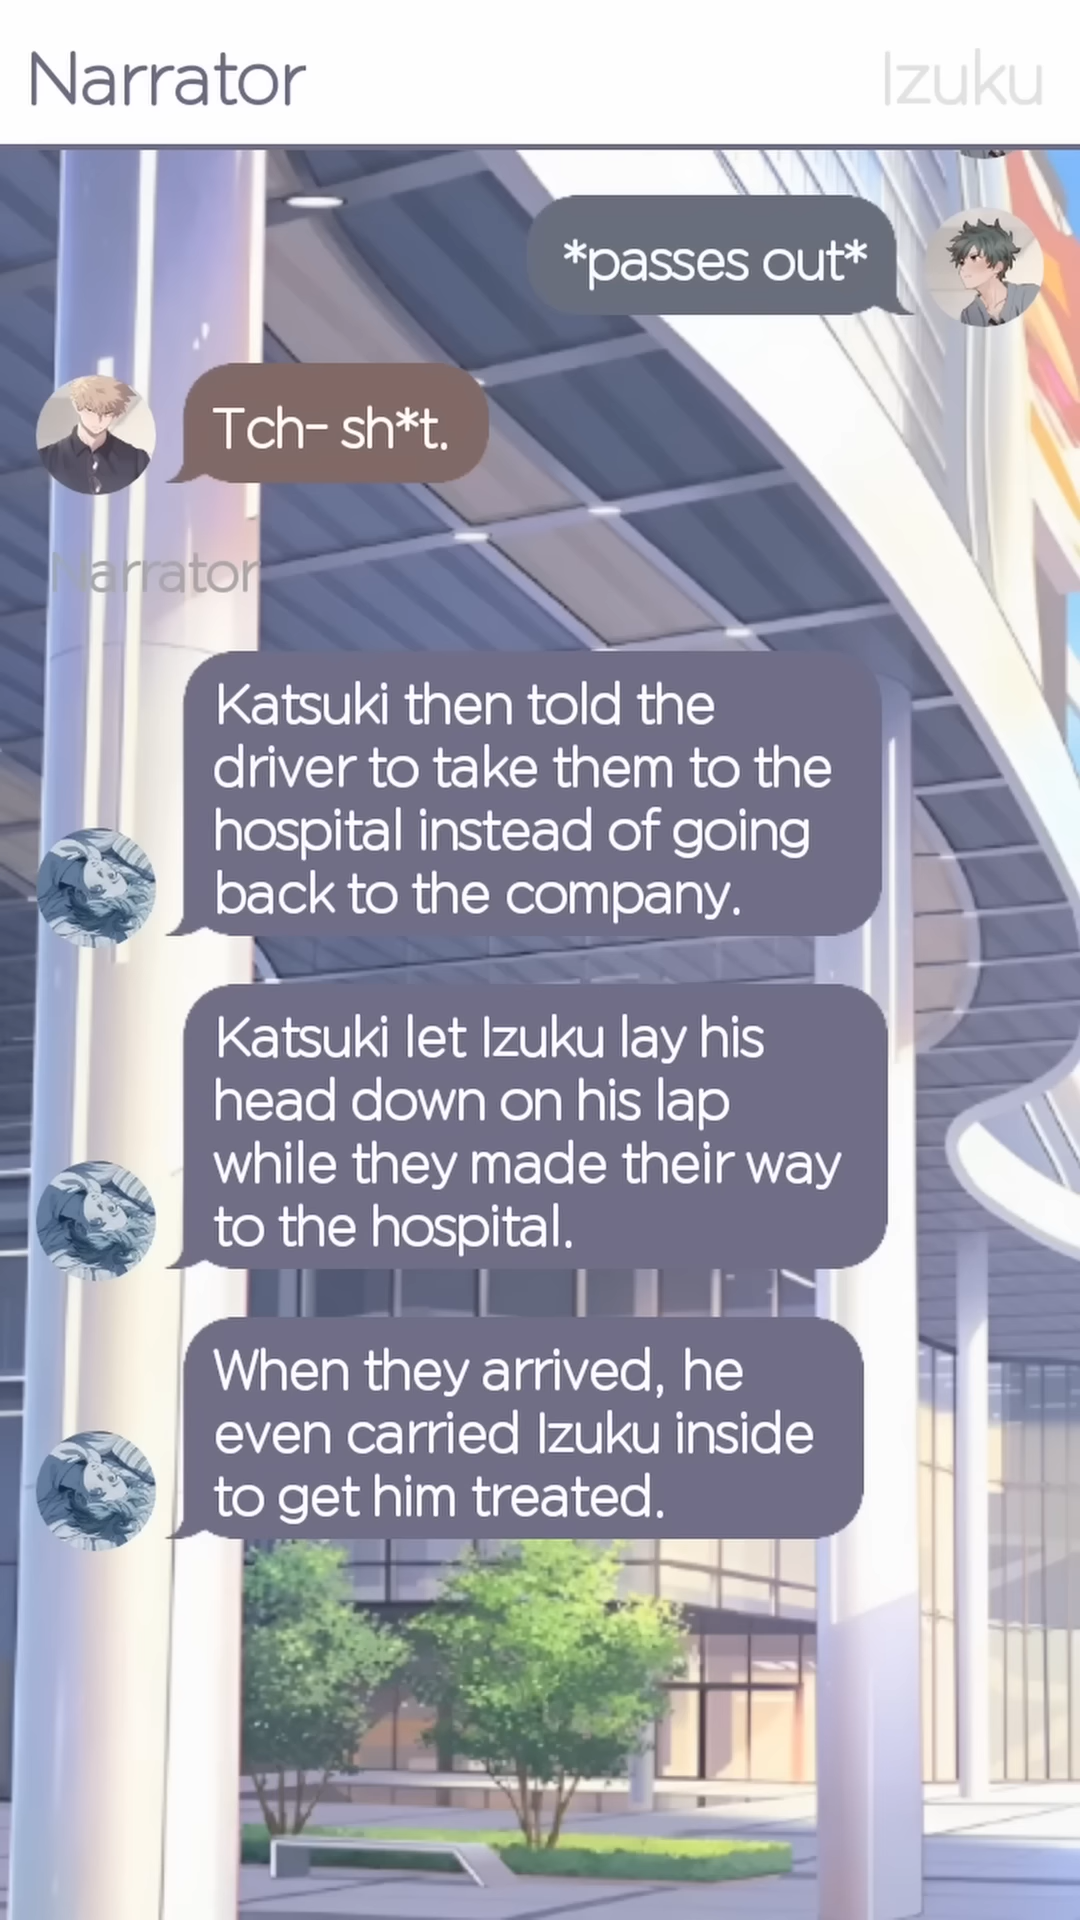 Narrator
Izuku
*passes out*
Tch- sh*t.
Narrator
Katsuki then told the
driver to take them to the
hospital instead of going
back to the company.
Katsuki let Izuku lay his
head down on his lap
while they made their way
to the hospital.
When they arrived, he
even carried Izuku inside
to get him treated.